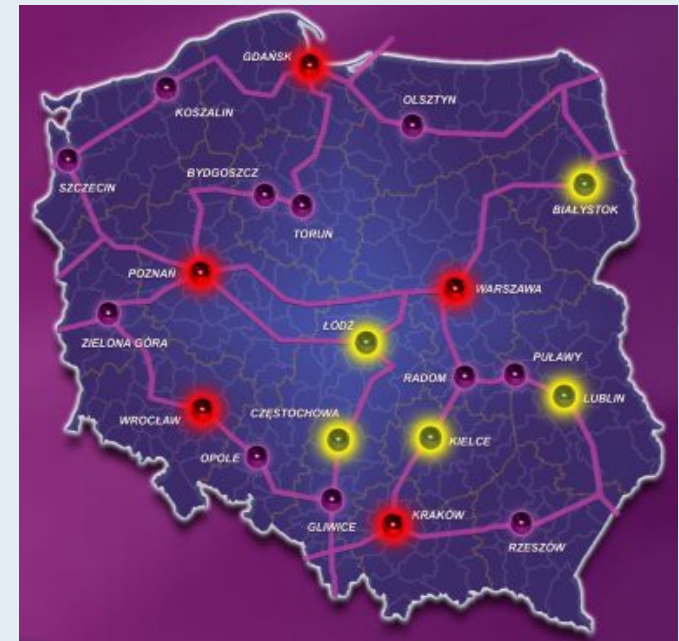 GDAŃSK
OLSZTYN
KOSZALIN
BYDGOSZCZ
SZCZECIN
BIAŁYSTOK
TORUŃ
POZNAŃ
WARSZAWA
ŁÓDŹ
ZIELONA GÓRA
PUŁAWY
RADOM
LUBLIN
CZĘSTOCHOWA
WROCŁAW
KIELCE
OPOLE
KRAKÓW
GLIWICE
RZESZÓW